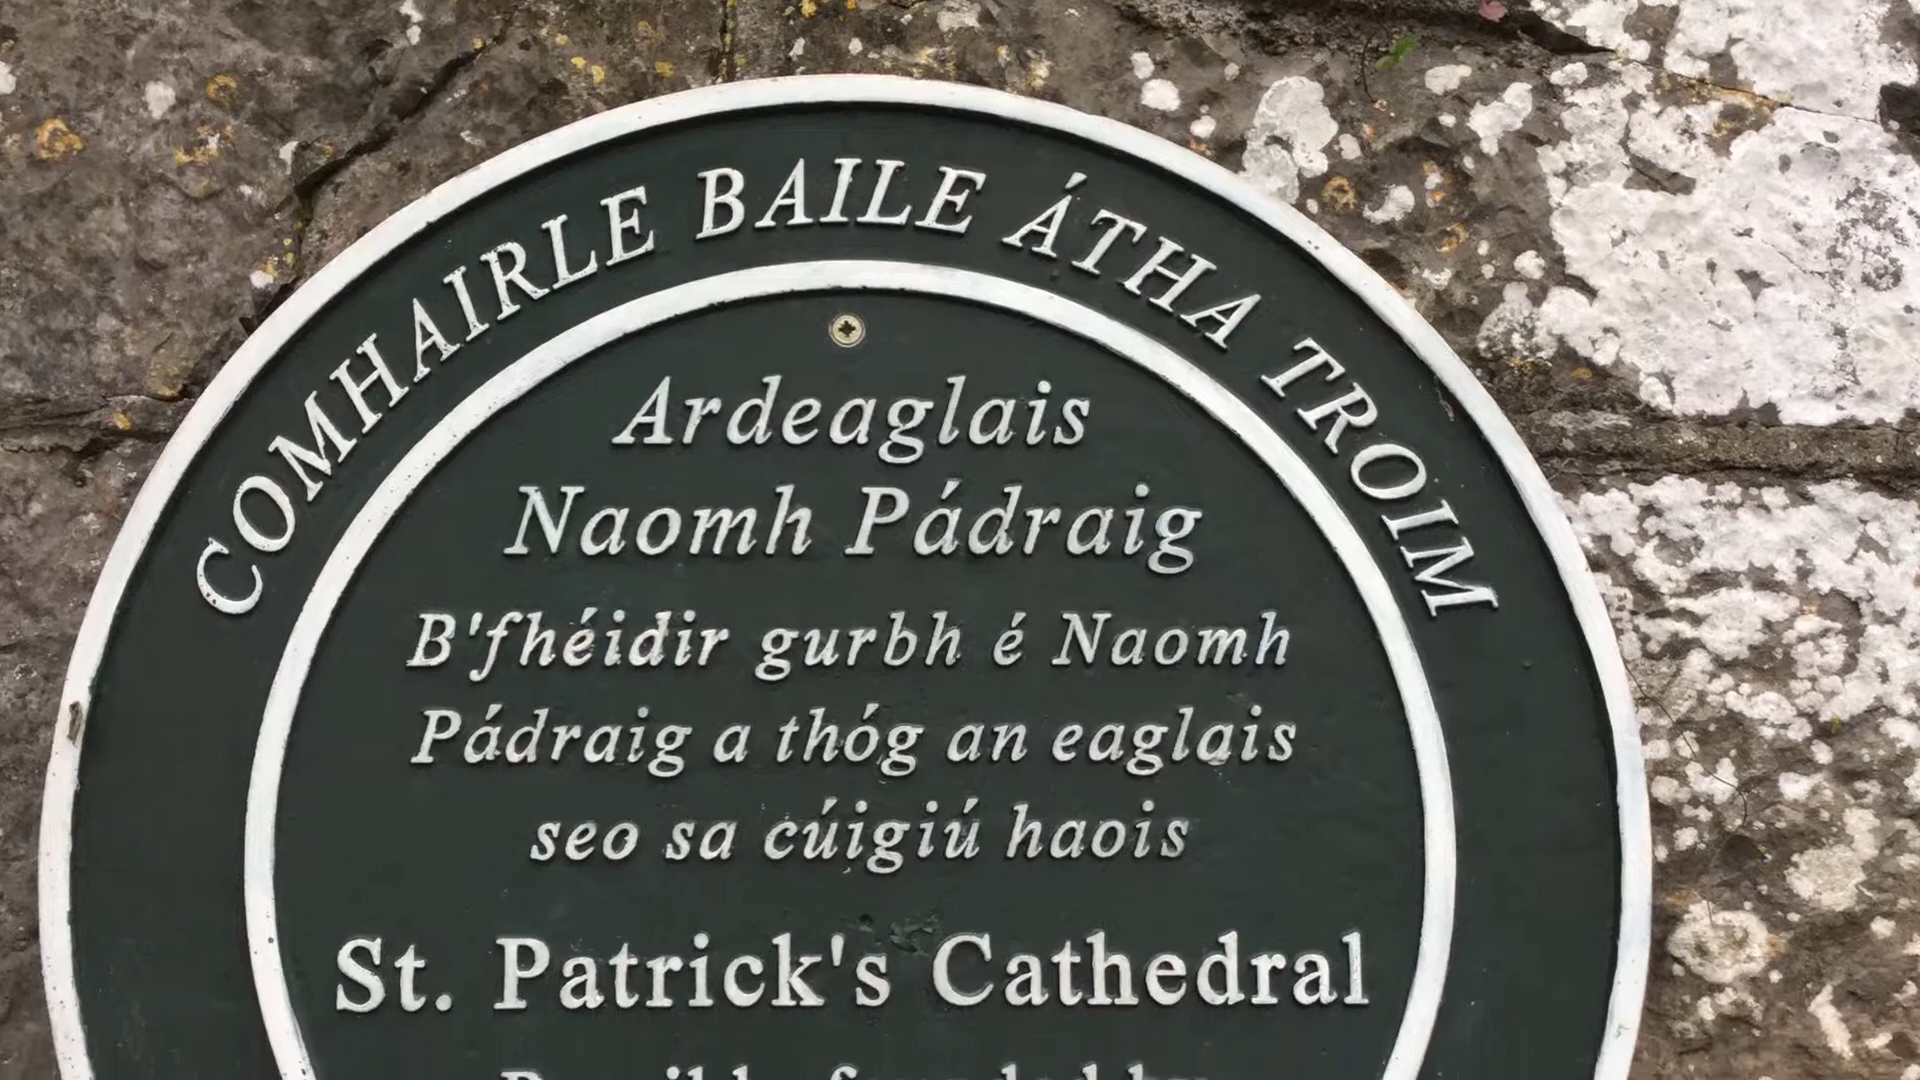 COMHAIRLE BAILE ÁTHA TROIM
Ardeaglais
Naomh Pádraig
B'fhéidir gurbh é Naomh
Pádraig a thóg an eaglais
seo sa cúigiú haois
St. Patrick's Cathedral